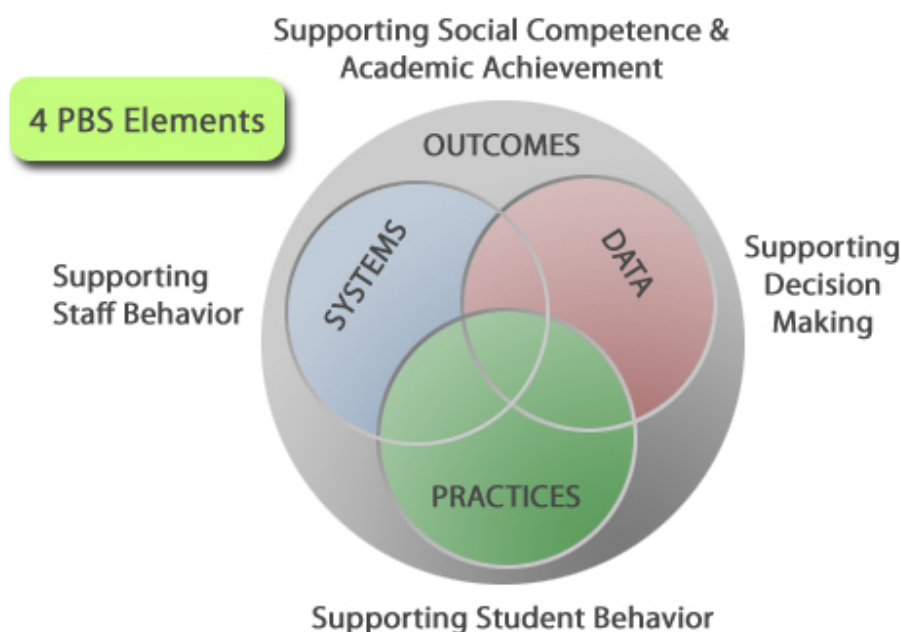 Supporting Social Competence &
Academic Achievement
4 PBS Elements
OUTCOMES
SYSTEMS
DATA
Supporting
Staff Behavior
Supporting
Decision
Making
PRACTICES
Supporting Student Behavior